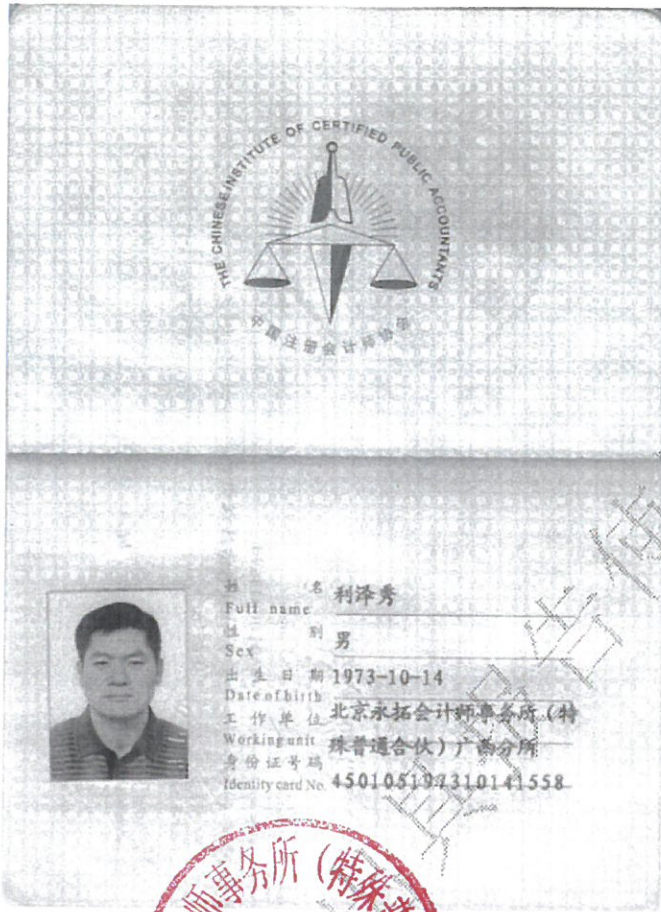 THE CHINESE INSTITUTE OF CERTIFIED PUBLIC ACCOUNTANTS
中国注册会计师协会
姓 名 利泽秀
Full name
性 别 男
Sex
出生日期 1973-10-14
Date of birth
工作单位 北京永拓会计师事务所（特
Working unit 殊普通合伙）广西分所
身份证号码
Identity card No. 450105197310141558
师事务所（特殊普
告